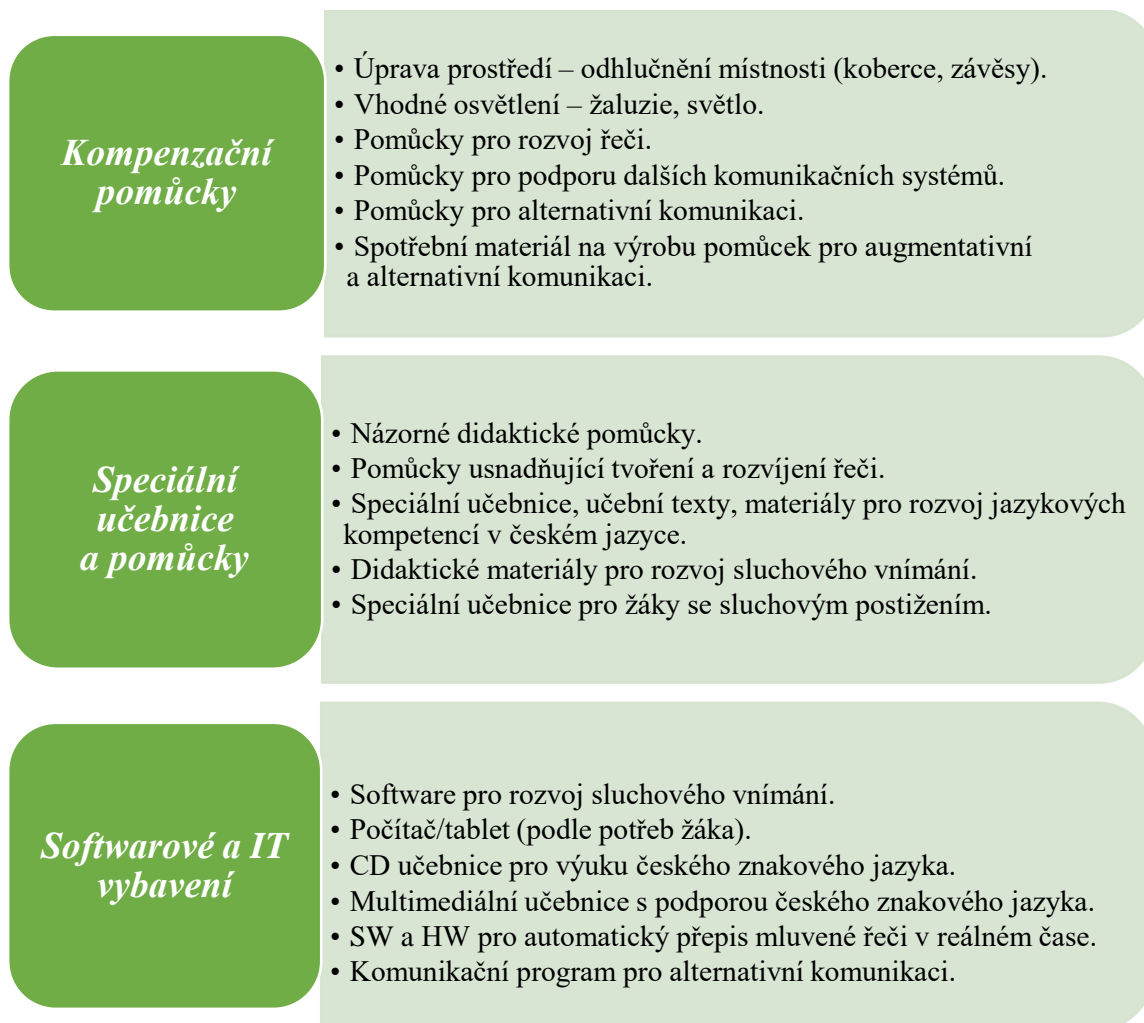 Kompenzační
pomůcky
• Úprava prostředí – odhlučnění místnosti (koberce, závěsy).
• Vhodné osvětlení – žaluzie, světlo.
• Pomůcky pro rozvoj řeči.
• Pomůcky pro podporu dalších komunikačních systémů.
• Pomůcky pro alternativní komunikaci.
• Spotřební materiál na výrobu pomůcek pro augmentativní
a alternativní komunikaci.
Speciální
učebnice
a pomůcky
• Názorné didaktické pomůcky.
• Pomůcky usnadňující tvoření a rozvíjení řeči.
• Speciální učebnice, učební texty, materiály pro rozvoj jazykových
kompetencí v českém jazyce.
• Didaktické materiály pro rozvoj sluchového vnímání.
• Speciální učebnice pro žáky se sluchovým postižením.
Softwarové a IT
vybavení
• Software pro rozvoj sluchového vnímání.
• Počítač/tablet (podle potřeb žáka).
• CD učebnice pro výuku českého znakového jazyka.
• Multimediální učebnice s podporou českého znakového jazyka.
• SW a HW pro automatický přepis mluvené řeči v reálném čase.
• Komunikační program pro alternativní komunikaci.